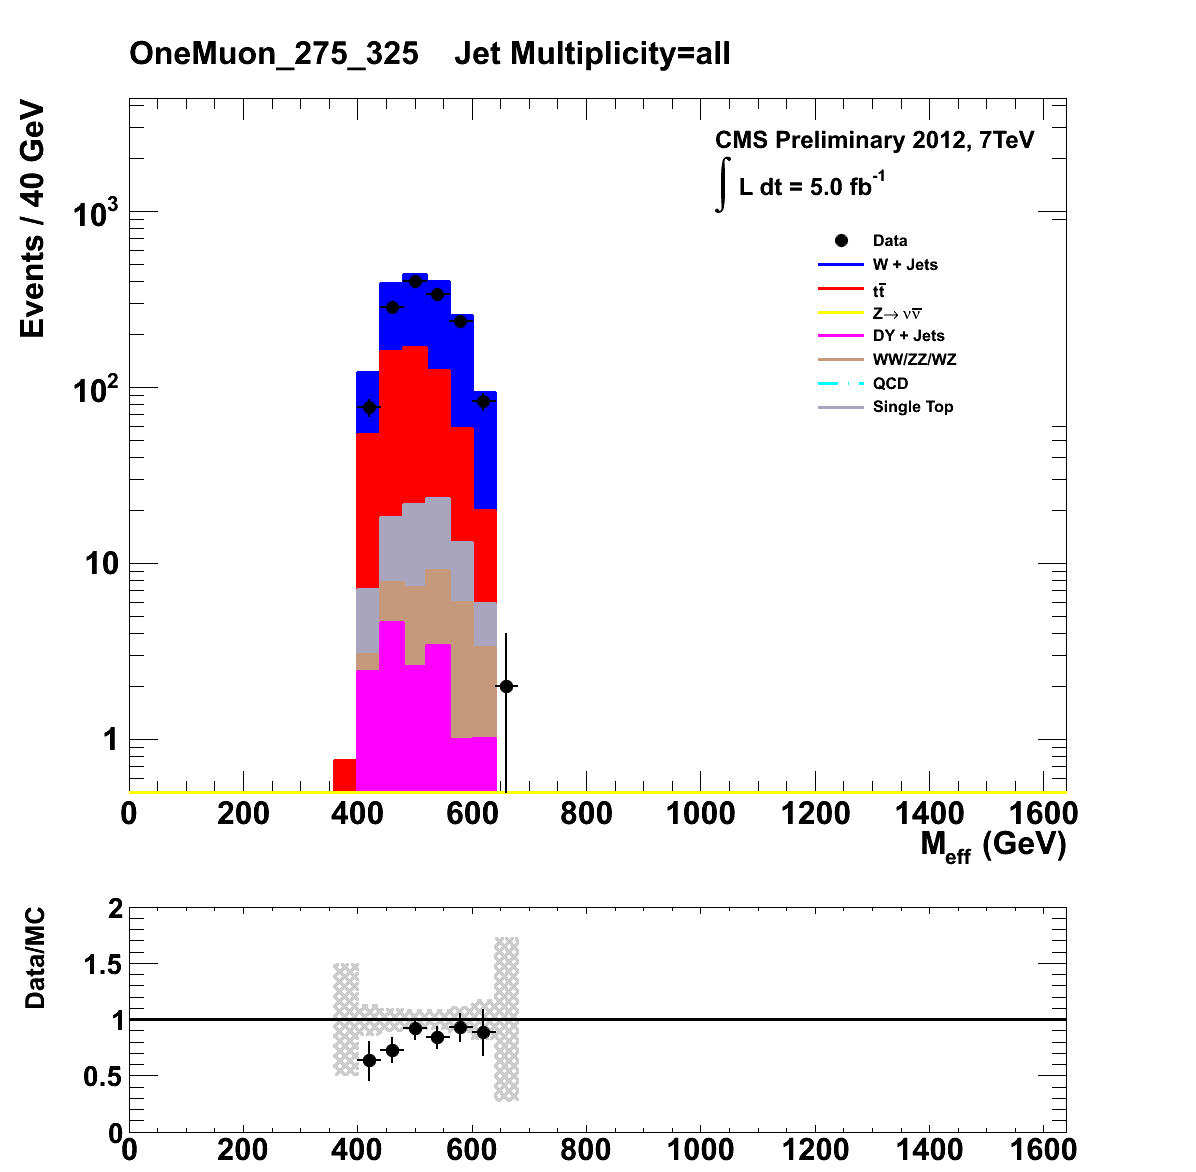 OneMuon_275_325 Jet Multiplicity=all
Events / 40 GeV
CMS Preliminary 2012, 7TeV
∫ L dt = 5.0 fb⁻¹
Data
W + Jets
tt̅
Z→ νν̅
DY + Jets
WW/ZZ/WZ
QCD
Single Top
10³
10²
10
1
0 200 400 600 800 1000 1200 1400 1600
M_eff (GeV)
Data/MC
2
1.5
1
0.5
0
0 200 400 600 800 1000 1200 1400 1600